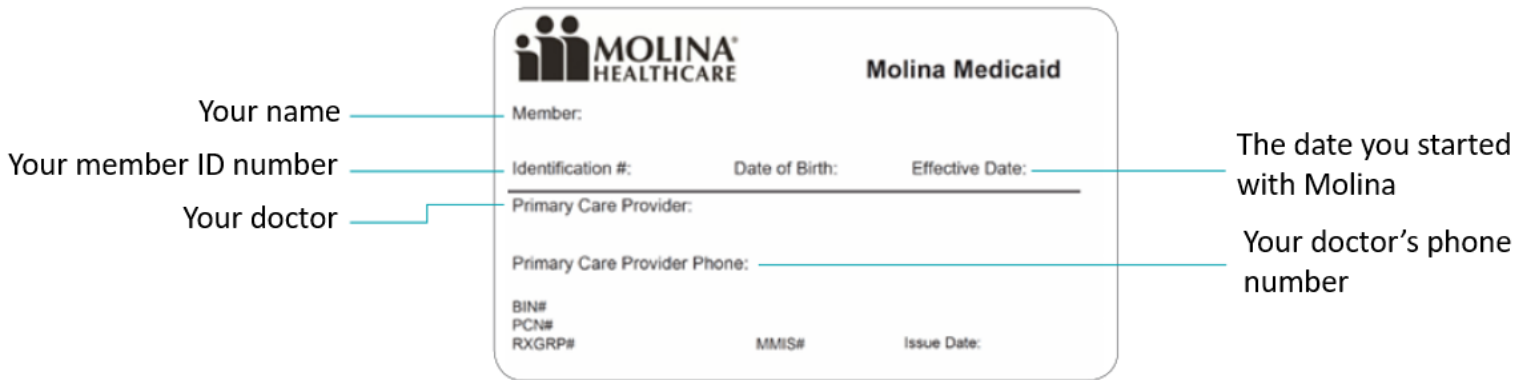 MOLINA®
HEALTHCARE
Molina Medicaid
Your name
Member:
Your member ID number
Identification #:
Date of Birth:
Effective Date:
The date you started
with Molina
Your doctor
Primary Care Provider:
Primary Care Provider Phone:
Your doctor’s phone
number
BIN#
PCN#
RXGRP#
MMIS#
Issue Date: